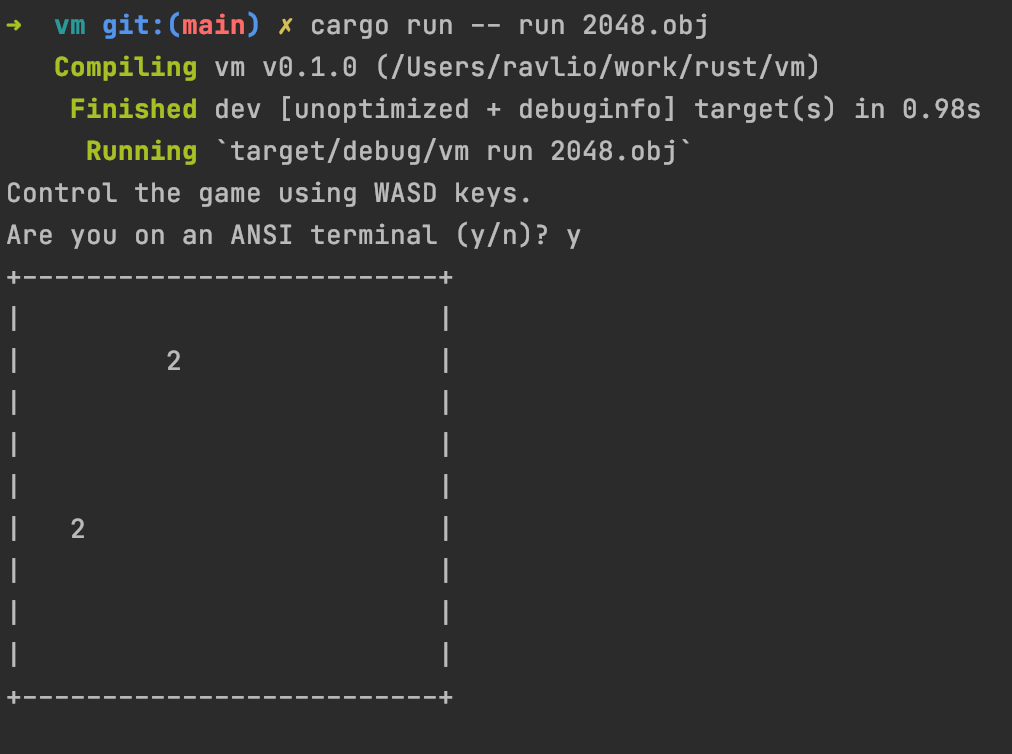 ➜  vm git:(main) ✗ cargo run -- run 2048.obj
   Compiling vm v0.1.0 (/Users/ravlio/work/rust/vm)
    Finished dev [unoptimized + debuginfo] target(s) in 0.98s
     Running `target/debug/vm run 2048.obj`
Control the game using WASD keys.
Are you on an ANSI terminal (y/n)? y
+--------------------------+
|                          |
|         2                |
|                          |
|                          |
|                          |
|   2                      |
|                          |
|                          |
|                          |
+--------------------------+